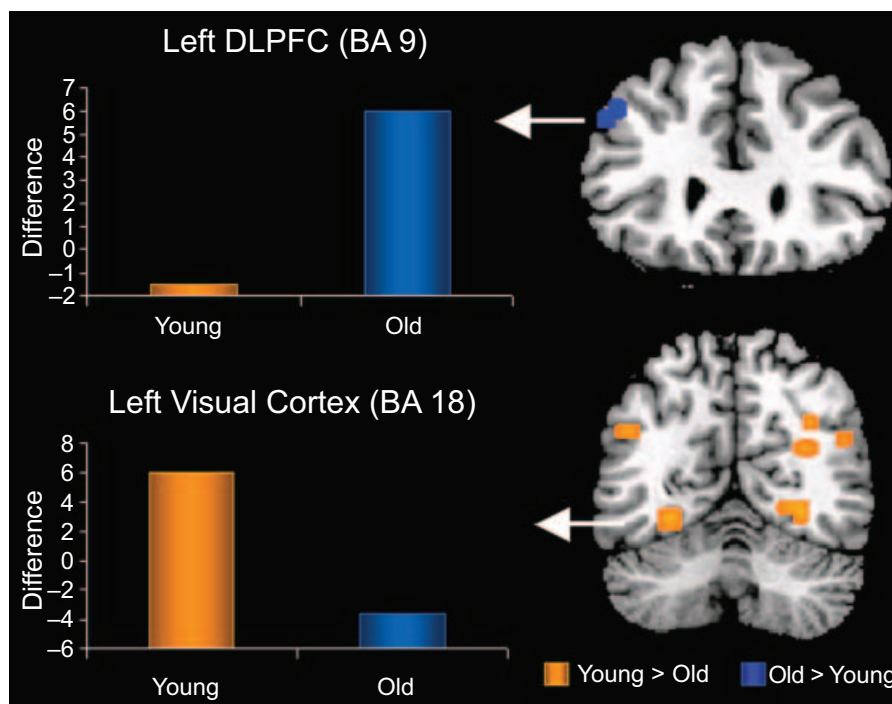 Left DLPFC (BA 9)
Difference
7
6
5
4
3
2
1
0
–1
–2
Young
Old
Left Visual Cortex (BA 18)
Difference
8
6
4
2
0
–2
–4
–6
Young
Old
Young > Old
Old > Young